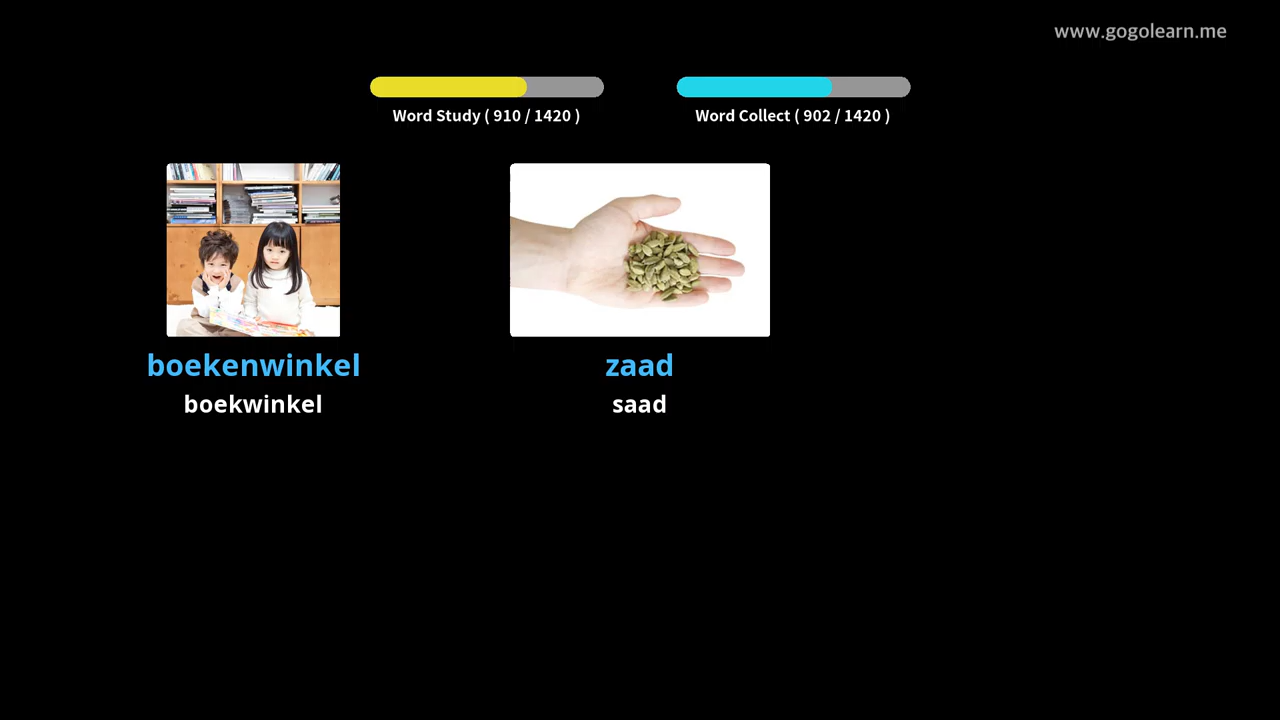 www.gogolearn.me
Word Study ( 910 / 1420 )
Word Collect ( 902 / 1420 )
boekenwinkel
boekwinkel
zaad
saad